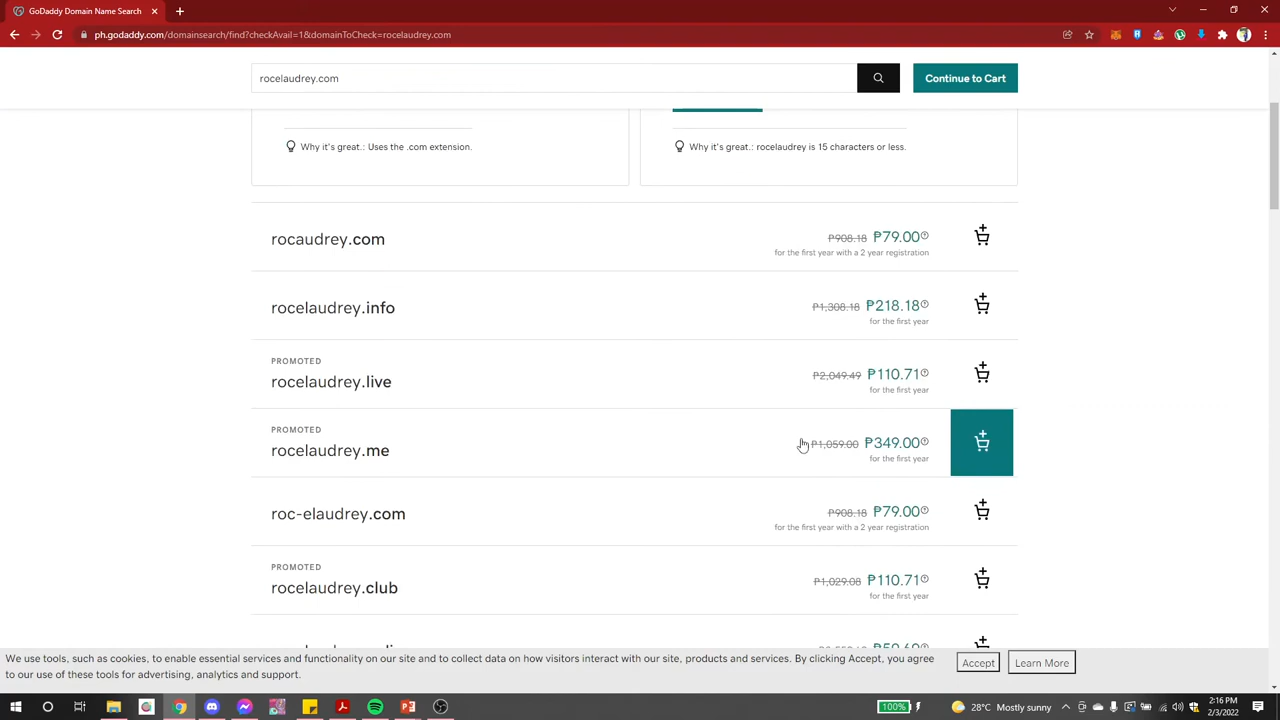 GoDaddy Domain Name Search
ph.godaddy.com/domainsearch/find?checkAvail=1&domainToCheck=rocelaudrey.com
rocelaudrey.com
Continue to Cart
Why it's great.: Uses the .com extension.
Why it's great.: rocelaudrey is 15 characters or less.
rocaudrey.com
₱908.18 ₱79.00
for the first year with a 2 year registration
rocelaudrey.info
₱1,308.18 ₱218.18
for the first year
PROMOTED
rocelaudrey.live
₱2,049.49 ₱110.71
for the first year
PROMOTED
rocelaudrey.me
₱1,059.00 ₱349.00
for the first year
roc-elaudrey.com
₱908.18 ₱79.00
for the first year with a 2 year registration
PROMOTED
rocelaudrey.club
₱1,029.08 ₱110.71
for the first year
We use tools, such as cookies, to enable essential services and functionality on our site and to collect data on how visitors interact with our site, products and services. By clicking Accept, you agree
to our use of these tools for advertising, analytics and support.
Accept
Learn More
100%
28°C Mostly sunny
2:16 PM
2/3/2022